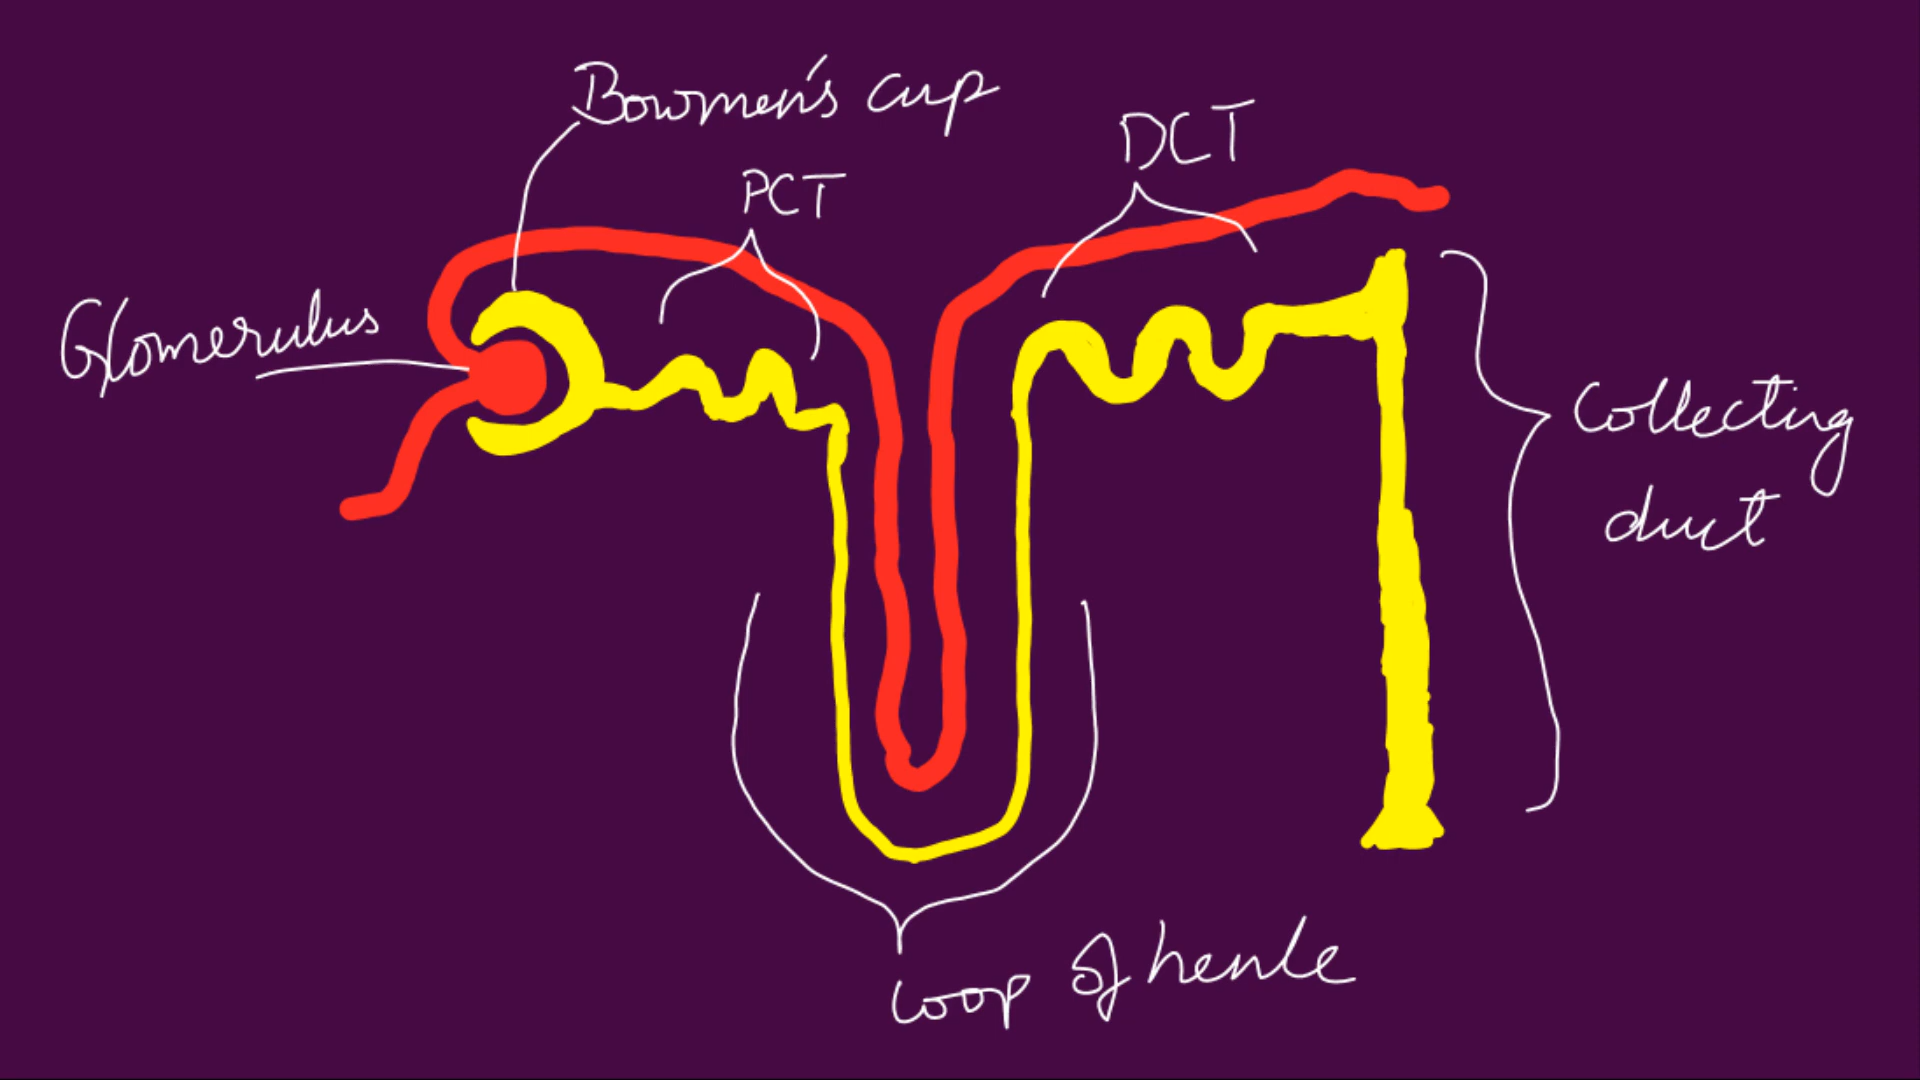 Bowmen's cup
DCT
PCT
Glomerulus
Collecting
duct
Loop of henle